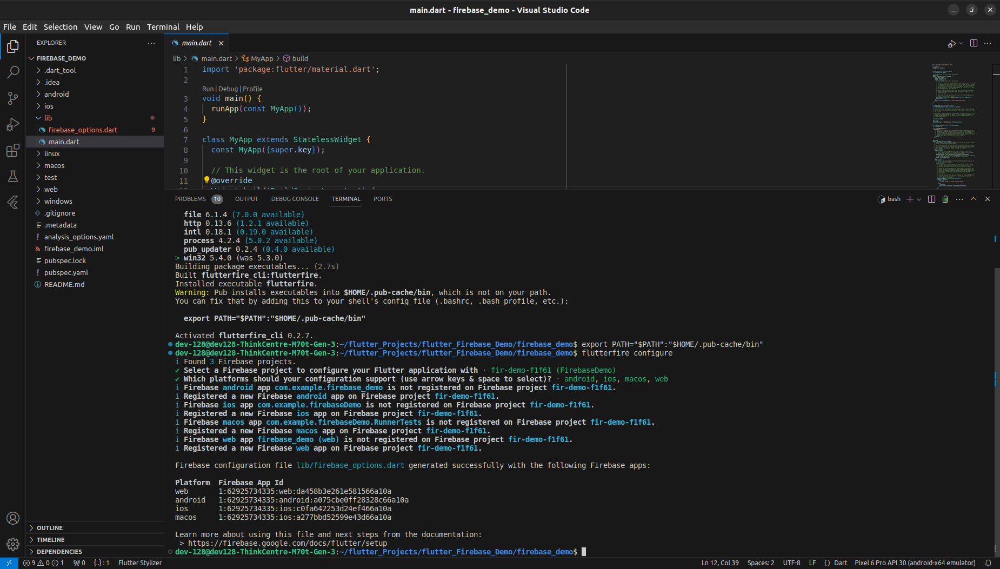 main.dart - firebase_demo - Visual Studio Code
File Edit Selection View Go Run Terminal Help
EXPLORER
FIREBASE_DEMO
.dart_tool
.idea
android
ios
lib
firebase_options.dart 9
main.dart
linux
macos
test
web
windows
.gitignore
.metadata
analysis_options.yaml
firebase_demo.iml
pubspec.lock
pubspec.yaml
README.md
OUTLINE
TIMELINE
DEPENDENCIES
main.dart
lib > main.dart > MyApp > build
1 import 'package:flutter/material.dart';
2
Run | Debug | Profile
3 void main() {
4 runApp(const MyApp());
5 }
6
7 class MyApp extends StatelessWidget {
8 const MyApp({super.key});
9
10 // This widget is the root of your application.
11 @override
PROBLEMS 10 OUTPUT DEBUG CONSOLE TERMINAL PORTS
bash
file 6.1.4 (7.0.0 available)
http 0.13.6 (1.2.1 available)
intl 0.18.1 (0.19.0 available)
process 4.2.4 (5.0.2 available)
pub_updater 0.2.4 (0.4.0 available)
> win32 5.4.0 (was 5.3.0)
Building package executables... (2.7s)
Built flutterfire_cli:flutterfire.
Installed executable flutterfire.
Warning: Pub installs executables into $HOME/.pub-cache/bin, which is not on your path.
You can fix that by adding this to your shell's config file (.bashrc, .bash_profile, etc.):
export PATH="$PATH":"$HOME/.pub-cache/bin"
Activated flutterfire_cli 0.2.7.
dev-128@dev128-ThinkCentre-M70t-Gen-3:~/flutter_Projects/flutter_Firebase_Demo/firebase_demo$ export PATH="$PATH":"$HOME/.pub-cache/bin"
dev-128@dev128-ThinkCentre-M70t-Gen-3:~/flutter_Projects/flutter_Firebase_Demo/firebase_demo$ flutterfire configure
i Found 3 Firebase projects.
✔ Select a Firebase project to configure your Flutter application with · fir-demo-f1f61 (FirebaseDemo)
✔ Which platforms should your configuration support (use arrow keys & space to select)? · android, ios, macos, web
i Firebase android app com.example.firebase_demo is not registered on Firebase project fir-demo-f1f61.
i Registered a new Firebase android app on Firebase project fir-demo-f1f61.
i Firebase ios app com.example.firebaseDemo is not registered on Firebase project fir-demo-f1f61.
i Registered a new Firebase ios app on Firebase project fir-demo-f1f61.
i Firebase macos app com.example.firebaseDemo.RunnerTests is not registered on Firebase project fir-demo-f1f61.
i Registered a new Firebase macos app on Firebase project fir-demo-f1f61.
i Firebase web app firebase_demo (web) is not registered on Firebase project fir-demo-f1f61.
i Registered a new Firebase web app on Firebase project fir-demo-f1f61.
Firebase configuration file lib/firebase_options.dart generated successfully with the following Firebase apps:
Platform Firebase App Id
web 1:62925734335:web:da458b3e261e581566a10a
android 1:62925734335:android:a075cbe0ff28328c66a10a
ios 1:62925734335:ios:c0fa642253d24ef466a10a
macos 1:62925734335:ios:a277bbd52599e43d66a10a
Learn more about using this file and next steps from the documentation:
> https://firebase.google.com/docs/flutter/setup
dev-128@dev128-ThinkCentre-M70t-Gen-3:~/flutter_Projects/flutter_Firebase_Demo/firebase_demo$
9 0 1 0 {..} : 1 Flutter Stylizer Ln 12, Col 39 Spaces: 2 UTF-8 LF {} Dart Pixel 6 Pro API 30 (android-x64 emulator)